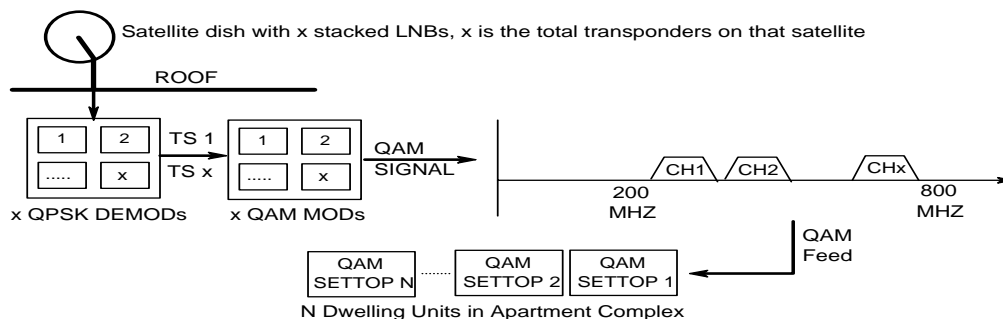 Satellite dish with x stacked LNBs, x is the total transponders on that satellite
ROOF
1 2
..... x
TS 1
TS x
1 2
..... x
QAM
SIGNAL
CH1 CH2 CHx
200
MHZ
800
MHZ
x QPSK DEMODs
x QAM MODs
QAM
Feed
QAM
SETTOP N
........
QAM
SETTOP 2
QAM
SETTOP 1
N Dwelling Units in Apartment Complex